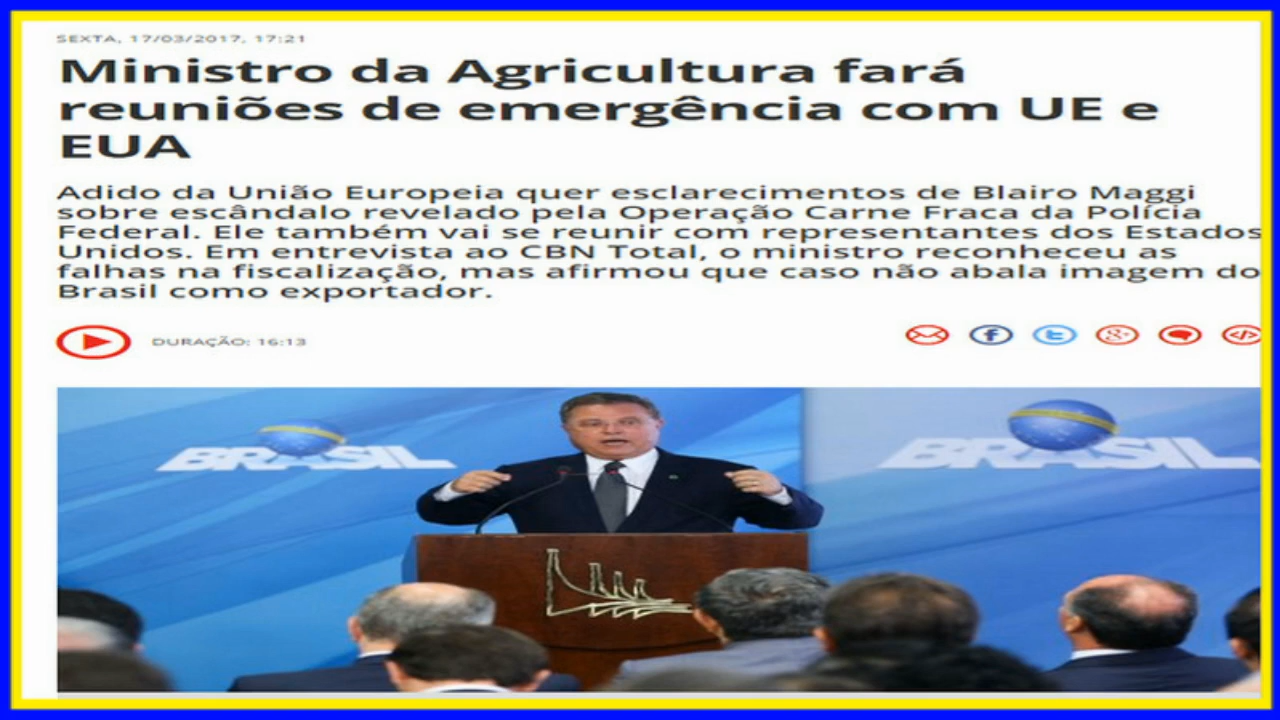 SEXTA, 17/03/2017, 17:21
Ministro da Agricultura fará
reuniões de emergência com UE e
EUA
Adido da União Europeia quer esclarecimentos de Blairo Maggi
sobre escândalo revelado pela Operação Carne Fraca da Polícia
Federal. Ele também vai se reunir com representantes dos Estados
Unidos. Em entrevista ao CBN Total, o ministro reconheceu as
falhas na fiscalização, mas afirmou que caso não abala imagem do
Brasil como exportador.
DURAÇÃO: 16:13
BRASIL
BRASIL